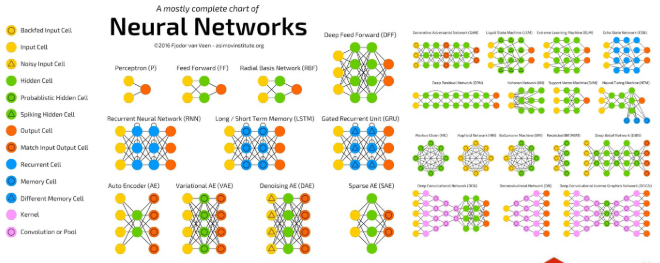 A mostly complete chart of
Neural Networks
©2016 Fjodor van Veen - asimovinstitute.org
Backfed Input Cell
Input Cell
Noisy Input Cell
Hidden Cell
Probablistic Hidden Cell
Spiking Hidden Cell
Output Cell
Match Input Output Cell
Recurrent Cell
Memory Cell
Different Memory Cell
Kernel
Convolution or Pool
Deep Feed Forward (DFF)
Perceptron (P)
Feed Forward (FF)
Radial Basis Network (RBF)
Recurrent Neural Network (RNN)
Long / Short Term Memory (LSTM)
Gated Recurrent Unit (GRU)
Auto Encoder (AE)
Variational AE (VAE)
Denoising AE (DAE)
Sparse AE (SAE)
Generative Adversarial Network (GAN)
Liquid State Machine (LSM)
Extreme Learning Machine (ELM)
Echo State Network (ESN)
Deep Residual Network (DRN)
Kohonen Network (KN)
Support Vector Machine (SVM)
Neural Turing Machine (NTM)
Markov Chain (MC)
Hopfield Network (HN)
Boltzmann Machine (BM)
Restricted BM (RBM)
Deep Belief Network (DBN)
Deep Convolutional Network (DCN)
Deconvolutional Network (DN)
Deep Convolutional Inverse Graphics Network (DCIGN)